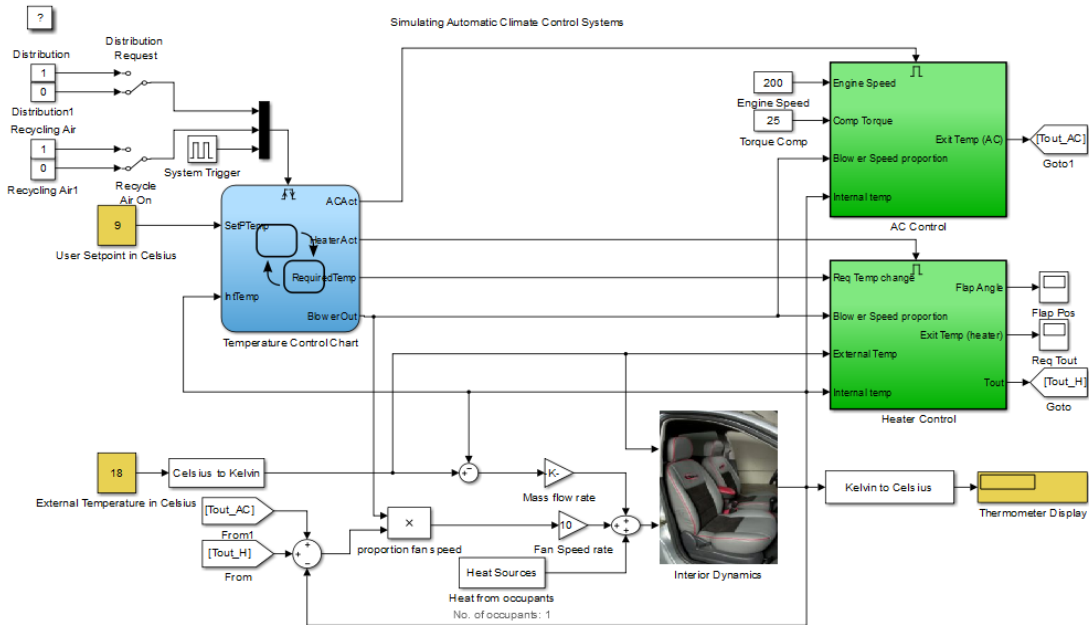 Simulating Automatic Climate Control Systems
?
Distribution
Distribution
Request
1
0
Distribution1
Recycling Air
1
0
Recycling Air1
Recycle
Air On
System Trigger
9
User Setpoint in Celsius
SetPTemp
IntTemp
ACAct
HeaterAct
RequiredTemp
BlowerOut
Temperature Control Chart
200
Engine Speed
25
Torque Comp
Engine Speed
Comp Torque
Blower Speed proportion
Internal temp
Exit Temp (AC)
AC Control
[Tout_AC]
Goto1
Req Temp change
Blower Speed proportion
External Temp
Internal temp
Flap Angle
Exit Temp (heater)
Tout
Heater Control
Flap Pos
Req Tout
[Tout_H]
Goto
18
External Temperature in Celsius
Celsius to Kelvin
[Tout_AC]
From1
[Tout_H]
From
×
proportion fan speed
-K-
Mass flow rate
10
Fan Speed rate
Heat Sources
Heat from occupants
No. of occupants: 1
Interior Dynamics
Kelvin to Celsius
Thermometer Display